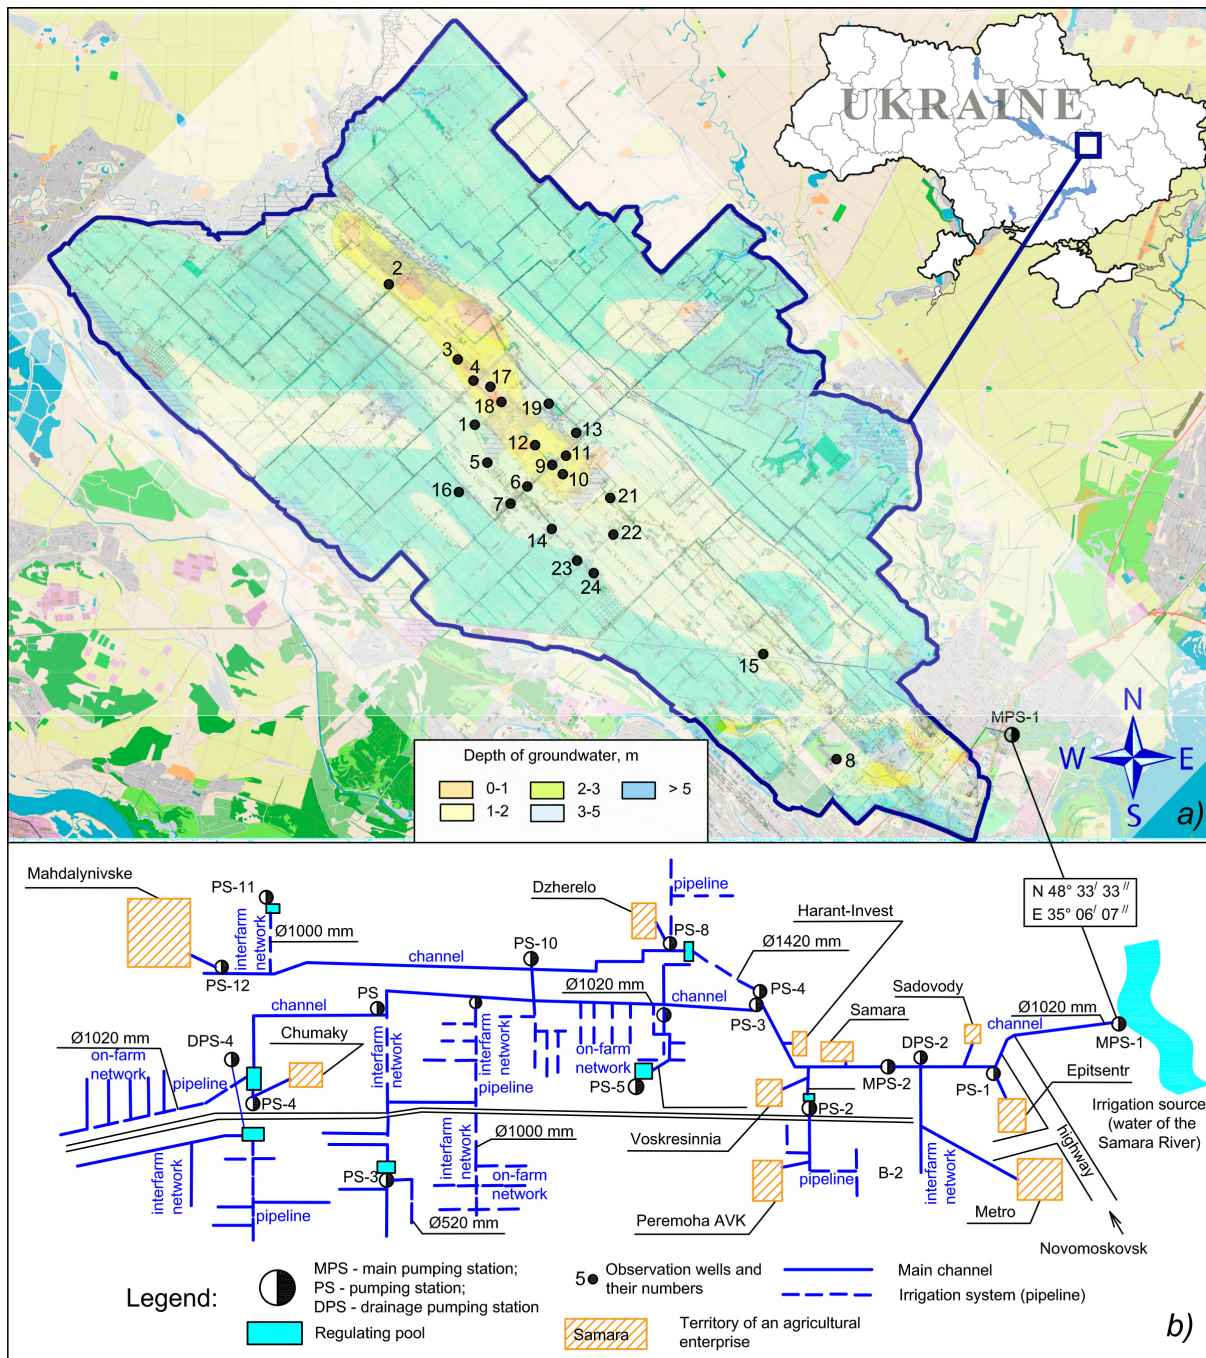 UKRAINE
2
3
4
17
18
19
1
13
12
11
5
9
10
16
6
21
7
14
22
23
24
15
MPS-1
8
N
W E
S
Depth of groundwater, m
0-1 2-3 > 5
1-2 3-5
a)
N 48° 33/ 33 //
E 35° 06/ 07 //
Mahdalynivske
PS-11
Dzherelo
pipeline
Harant-Invest
interfarm
network
Ø1000 mm
PS-10
PS-8
Ø1420 mm
channel
PS-12
PS
Ø1020 mm
channel
PS-4
PS-3
Sadovody
Samara
channel
Ø1020 mm
channel
Chumaky
Ø1020 mm
DPS-4
on-farm
network
pipeline
PS-4
interfarm
network
interfarm
network
pipeline
on-farm
network
PS-5
DPS-2
MPS-2
PS-1
MPS-1
Epitsentr
PS-2
Irrigation source
(water of the
Samara River)
highway
Voskresinnia
Ø1000 mm
interfarm
network
interfarm
network
on-farm
network
PS-3
pipeline
Ø520 mm
Peremoha AVK
pipeline
B-2
interfarm
network
Metro
Novomoskovsk
Legend:
MPS - main pumping station;
PS - pumping station;
DPS - drainage pumping station
5 Observation wells and
their numbers
Main channel
Irrigation system (pipeline)
Regulating pool
Samara
Territory of an agricultural
enterprise
b)